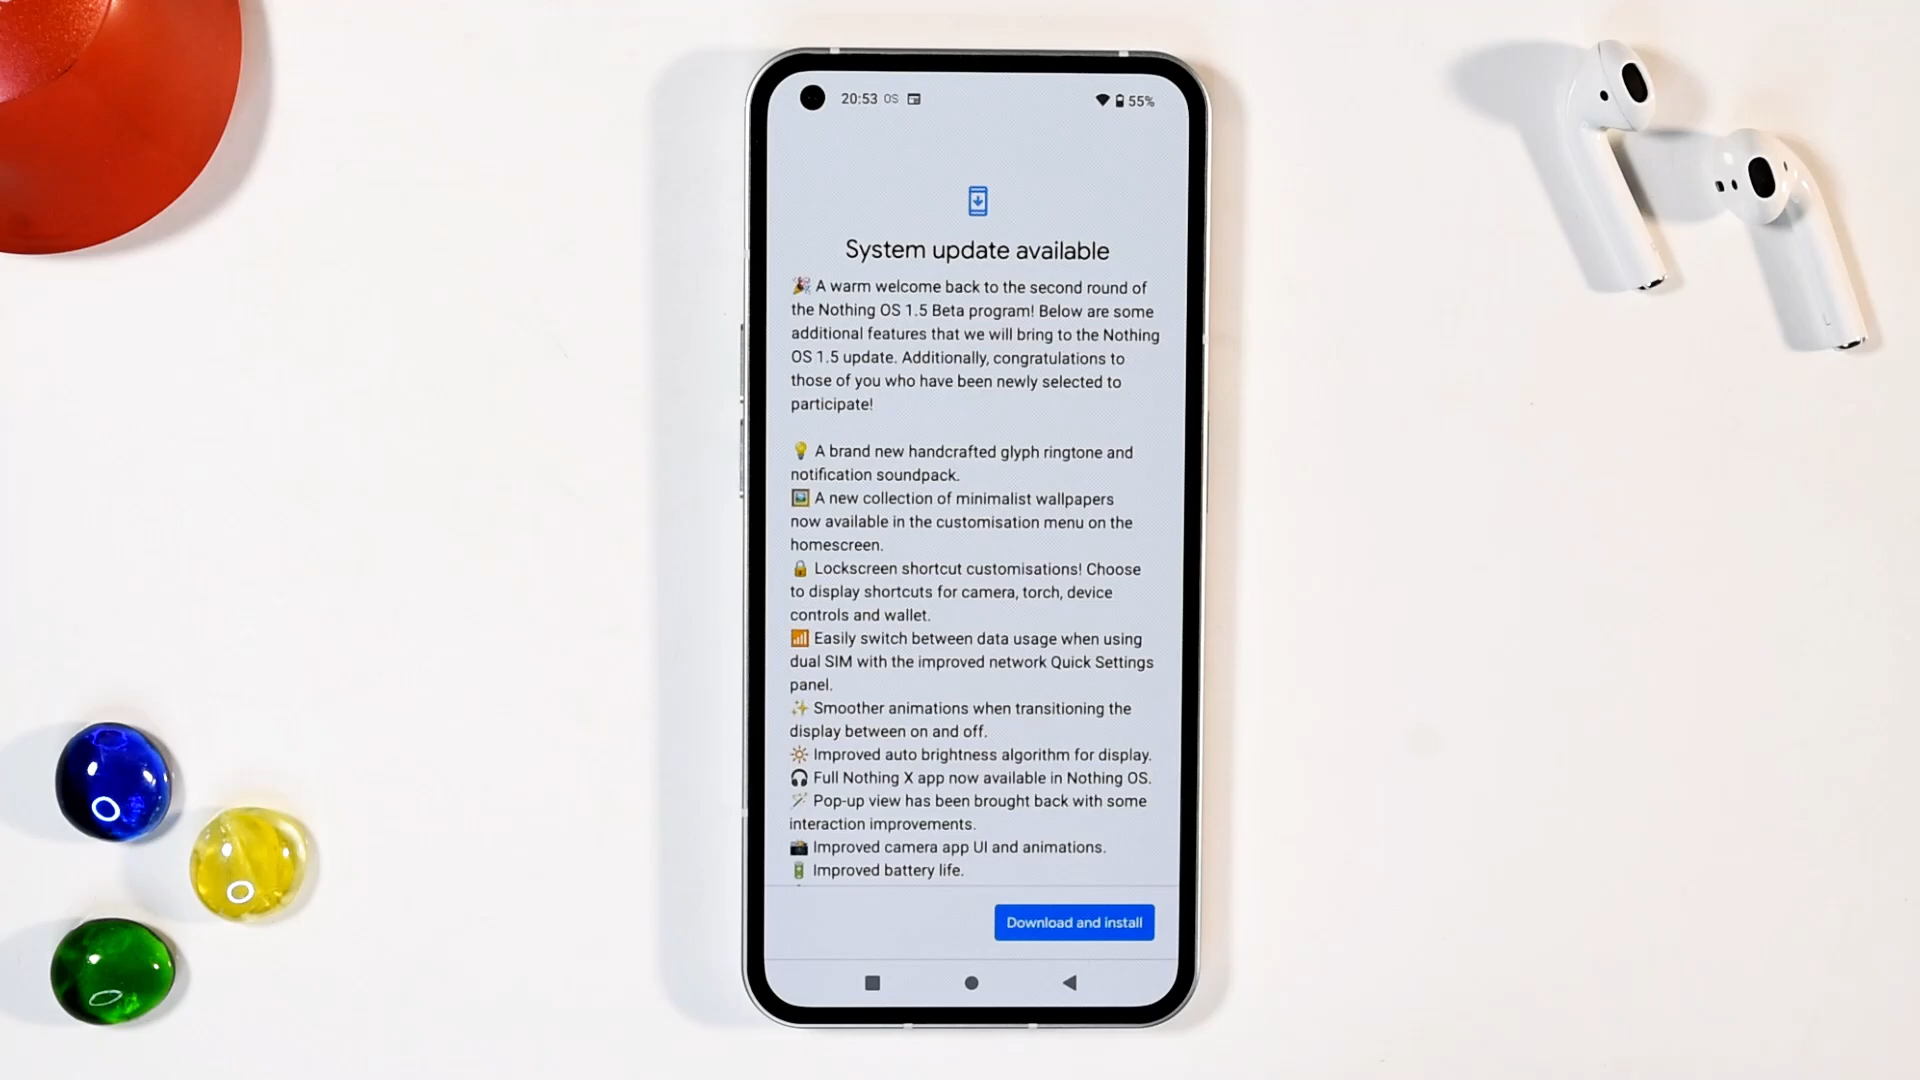 20:53 OS
55%
System update available
🎉 A warm welcome back to the second round of
the Nothing OS 1.5 Beta program! Below are some
additional features that we will bring to the Nothing
OS 1.5 update. Additionally, congratulations to
those of you who have been newly selected to
participate!
💡 A brand new handcrafted glyph ringtone and
notification soundpack.
🖼️ A new collection of minimalist wallpapers
now available in the customisation menu on the
homescreen.
🔒 Lockscreen shortcut customisations! Choose
to display shortcuts for camera, torch, device
controls and wallet.
📶 Easily switch between data usage when using
dual SIM with the improved network Quick Settings
panel.
✨ Smoother animations when transitioning the
display between on and off.
🔆 Improved auto brightness algorithm for display.
🎧 Full Nothing X app now available in Nothing OS.
🪄 Pop-up view has been brought back with some
interaction improvements.
📸 Improved camera app UI and animations.
🔋 Improved battery life.
Download and install
L